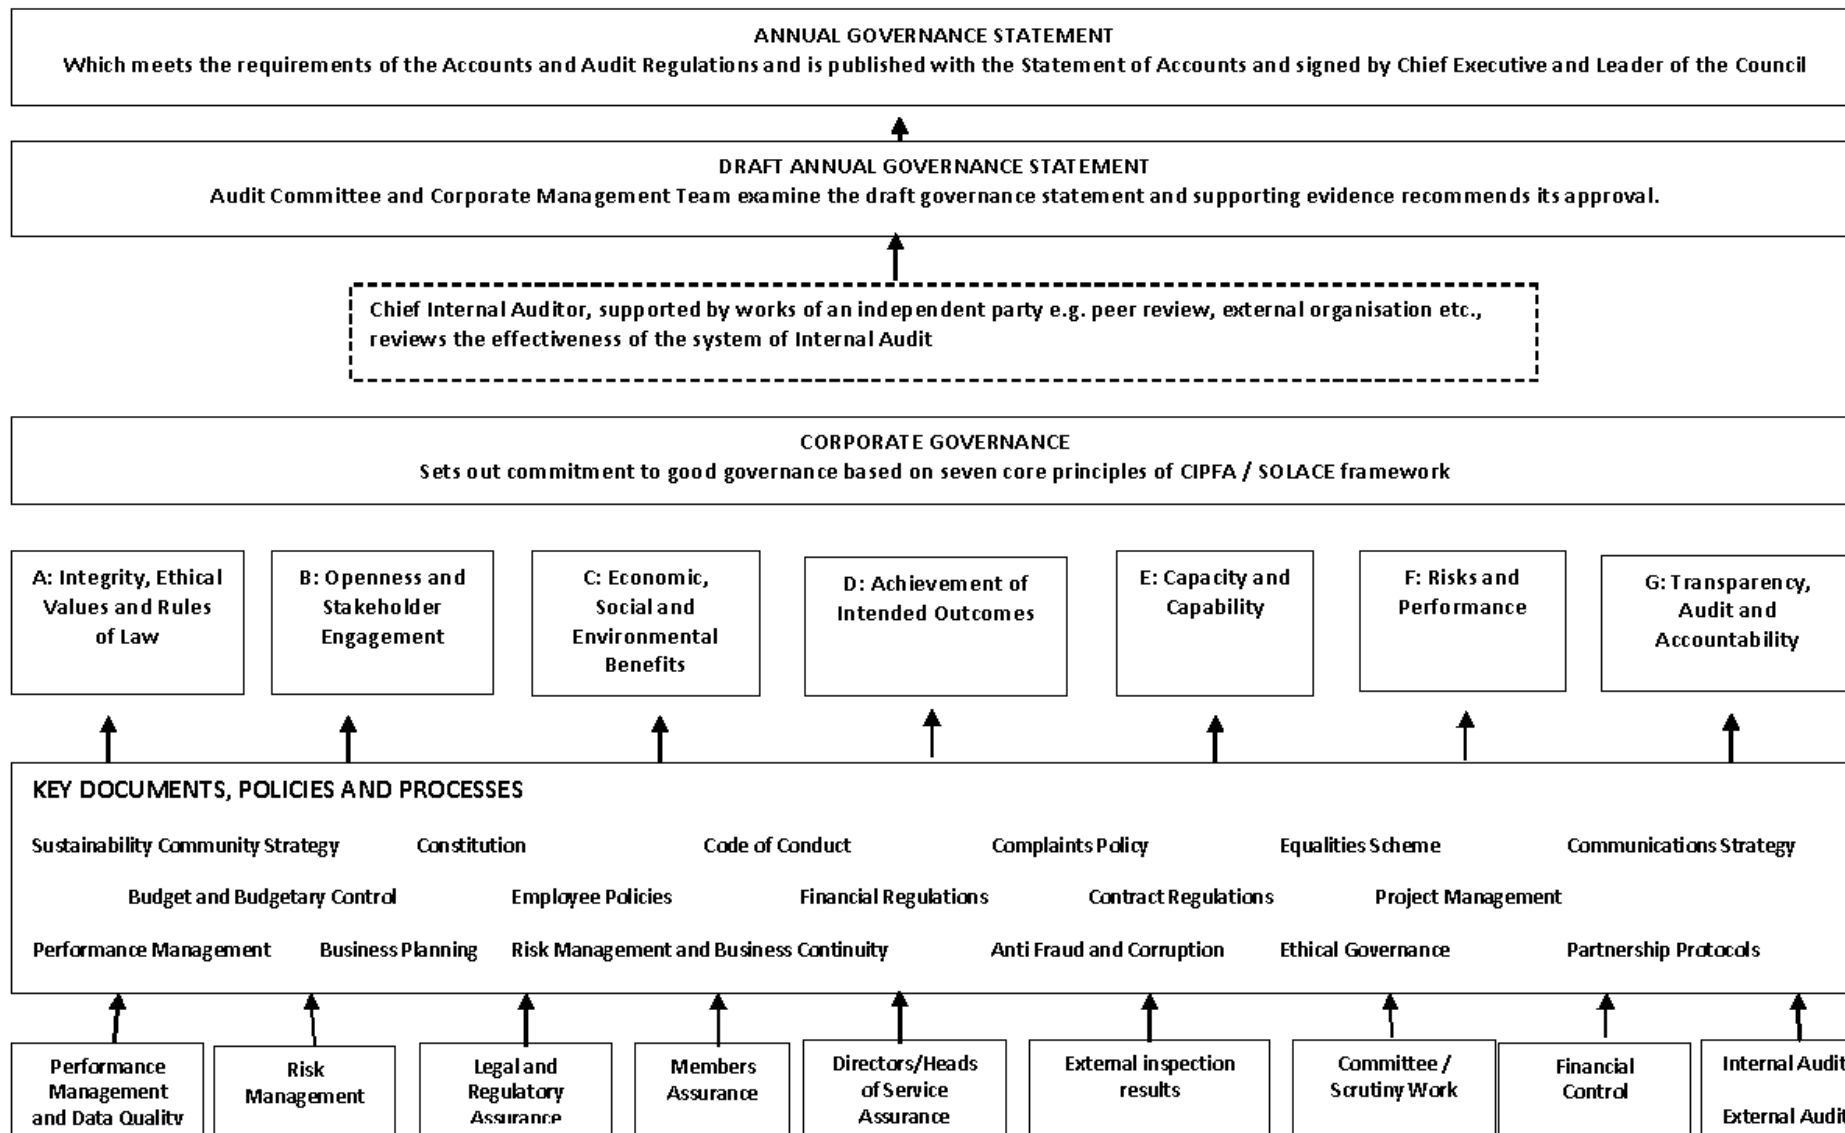 ANNUAL GOVERNANCE STATEMENT
Which meets the requirements of the Accounts and Audit Regulations and is published with the Statement of Accounts and signed by Chief Executive and Leader of the Council
DRAFT ANNUAL GOVERNANCE STATEMENT
Audit Committee and Corporate Management Team examine the draft governance statement and supporting evidence recommends its approval.
Chief Internal Auditor, supported by works of an independent party e.g. peer review, external organisation etc.,
reviews the effectiveness of the system of Internal Audit
CORPORATE GOVERNANCE
Sets out commitment to good governance based on seven core principles of CIPFA / SOLACE framework
A: Integrity, Ethical
Values and Rules
of Law
B: Openness and
Stakeholder
Engagement
C: Economic,
Social and
Environmental
Benefits
D: Achievement of
Intended Outcomes
E: Capacity and
Capability
F: Risks and
Performance
G: Transparency,
Audit and
Accountability
KEY DOCUMENTS, POLICIES AND PROCESSES
Sustainability Community Strategy Constitution Code of Conduct Complaints Policy Equalities Scheme Communications Strategy
Budget and Budgetary Control Employee Policies Financial Regulations Contract Regulations Project Management
Performance Management Business Planning Risk Management and Business Continuity Anti Fraud and Corruption Ethical Governance Partnership Protocols
Performance
Management
and Data Quality
Risk
Management
Legal and
Regulatory
Assurance
Members
Assurance
Directors/Heads
of Service
Assurance
External inspection
results
Committee /
Scrutiny Work
Financial
Control
Internal Audit
External Audit